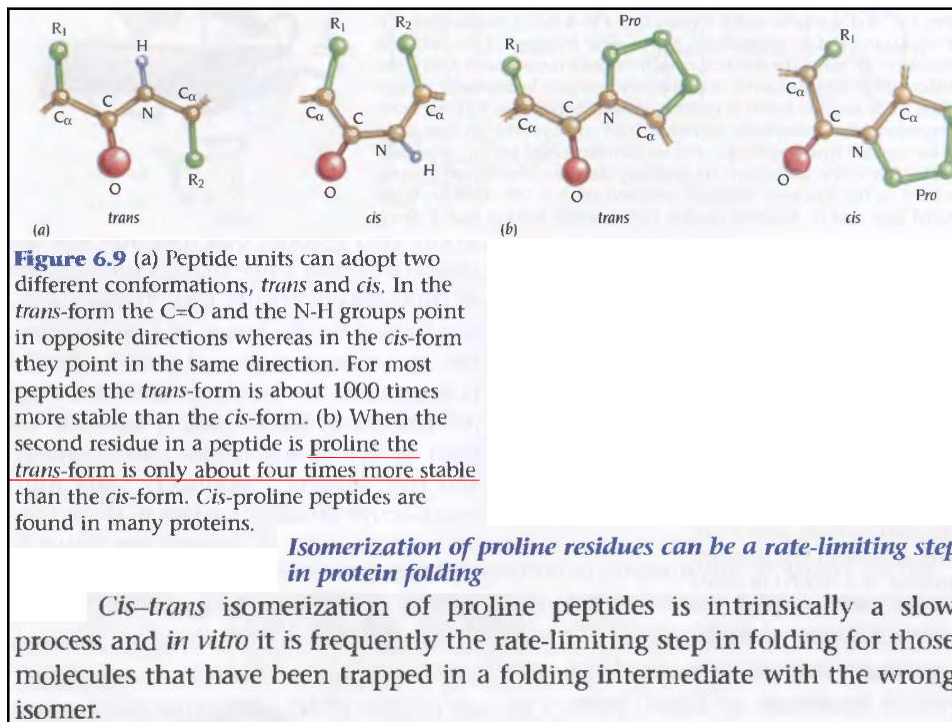 R1 H R2 Pro R1
R1 R1
C Cα Cα Cα C N Cα
Cα N Cα C N Cα C
N H O
O R2 O O Pro
trans cis trans cis
(a) (b)
Figure 6.9 (a) Peptide units can adopt two
different conformations, trans and cis. In the
trans-form the C=O and the N-H groups point
in opposite directions whereas in the cis-form
they point in the same direction. For most
peptides the trans-form is about 1000 times
more stable than the cis-form. (b) When the
second residue in a peptide is proline the
trans-form is only about four times more stable
than the cis-form. Cis-proline peptides are
found in many proteins.
Isomerization of proline residues can be a rate-limiting step
in protein folding
Cis–trans isomerization of proline peptides is intrinsically a slow
process and in vitro it is frequently the rate-limiting step in folding for those
molecules that have been trapped in a folding intermediate with the wrong
isomer.